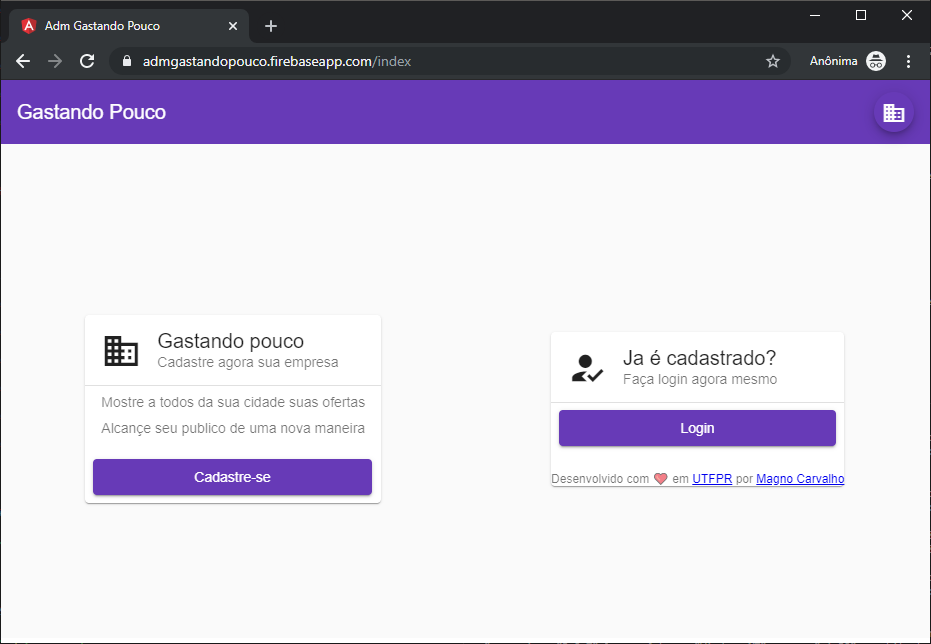 Adm Gastando Pouco
admgastandopouco.firebaseapp.com/index
Anônima
Gastando Pouco
Gastando pouco
Cadastre agora sua empresa
Mostre a todos da sua cidade suas ofertas
Alcançe seu publico de uma nova maneira
Cadastre-se
Ja é cadastrado?
Faça login agora mesmo
Login
Desenvolvido com ❤ em UTFPR por Magno Carvalho